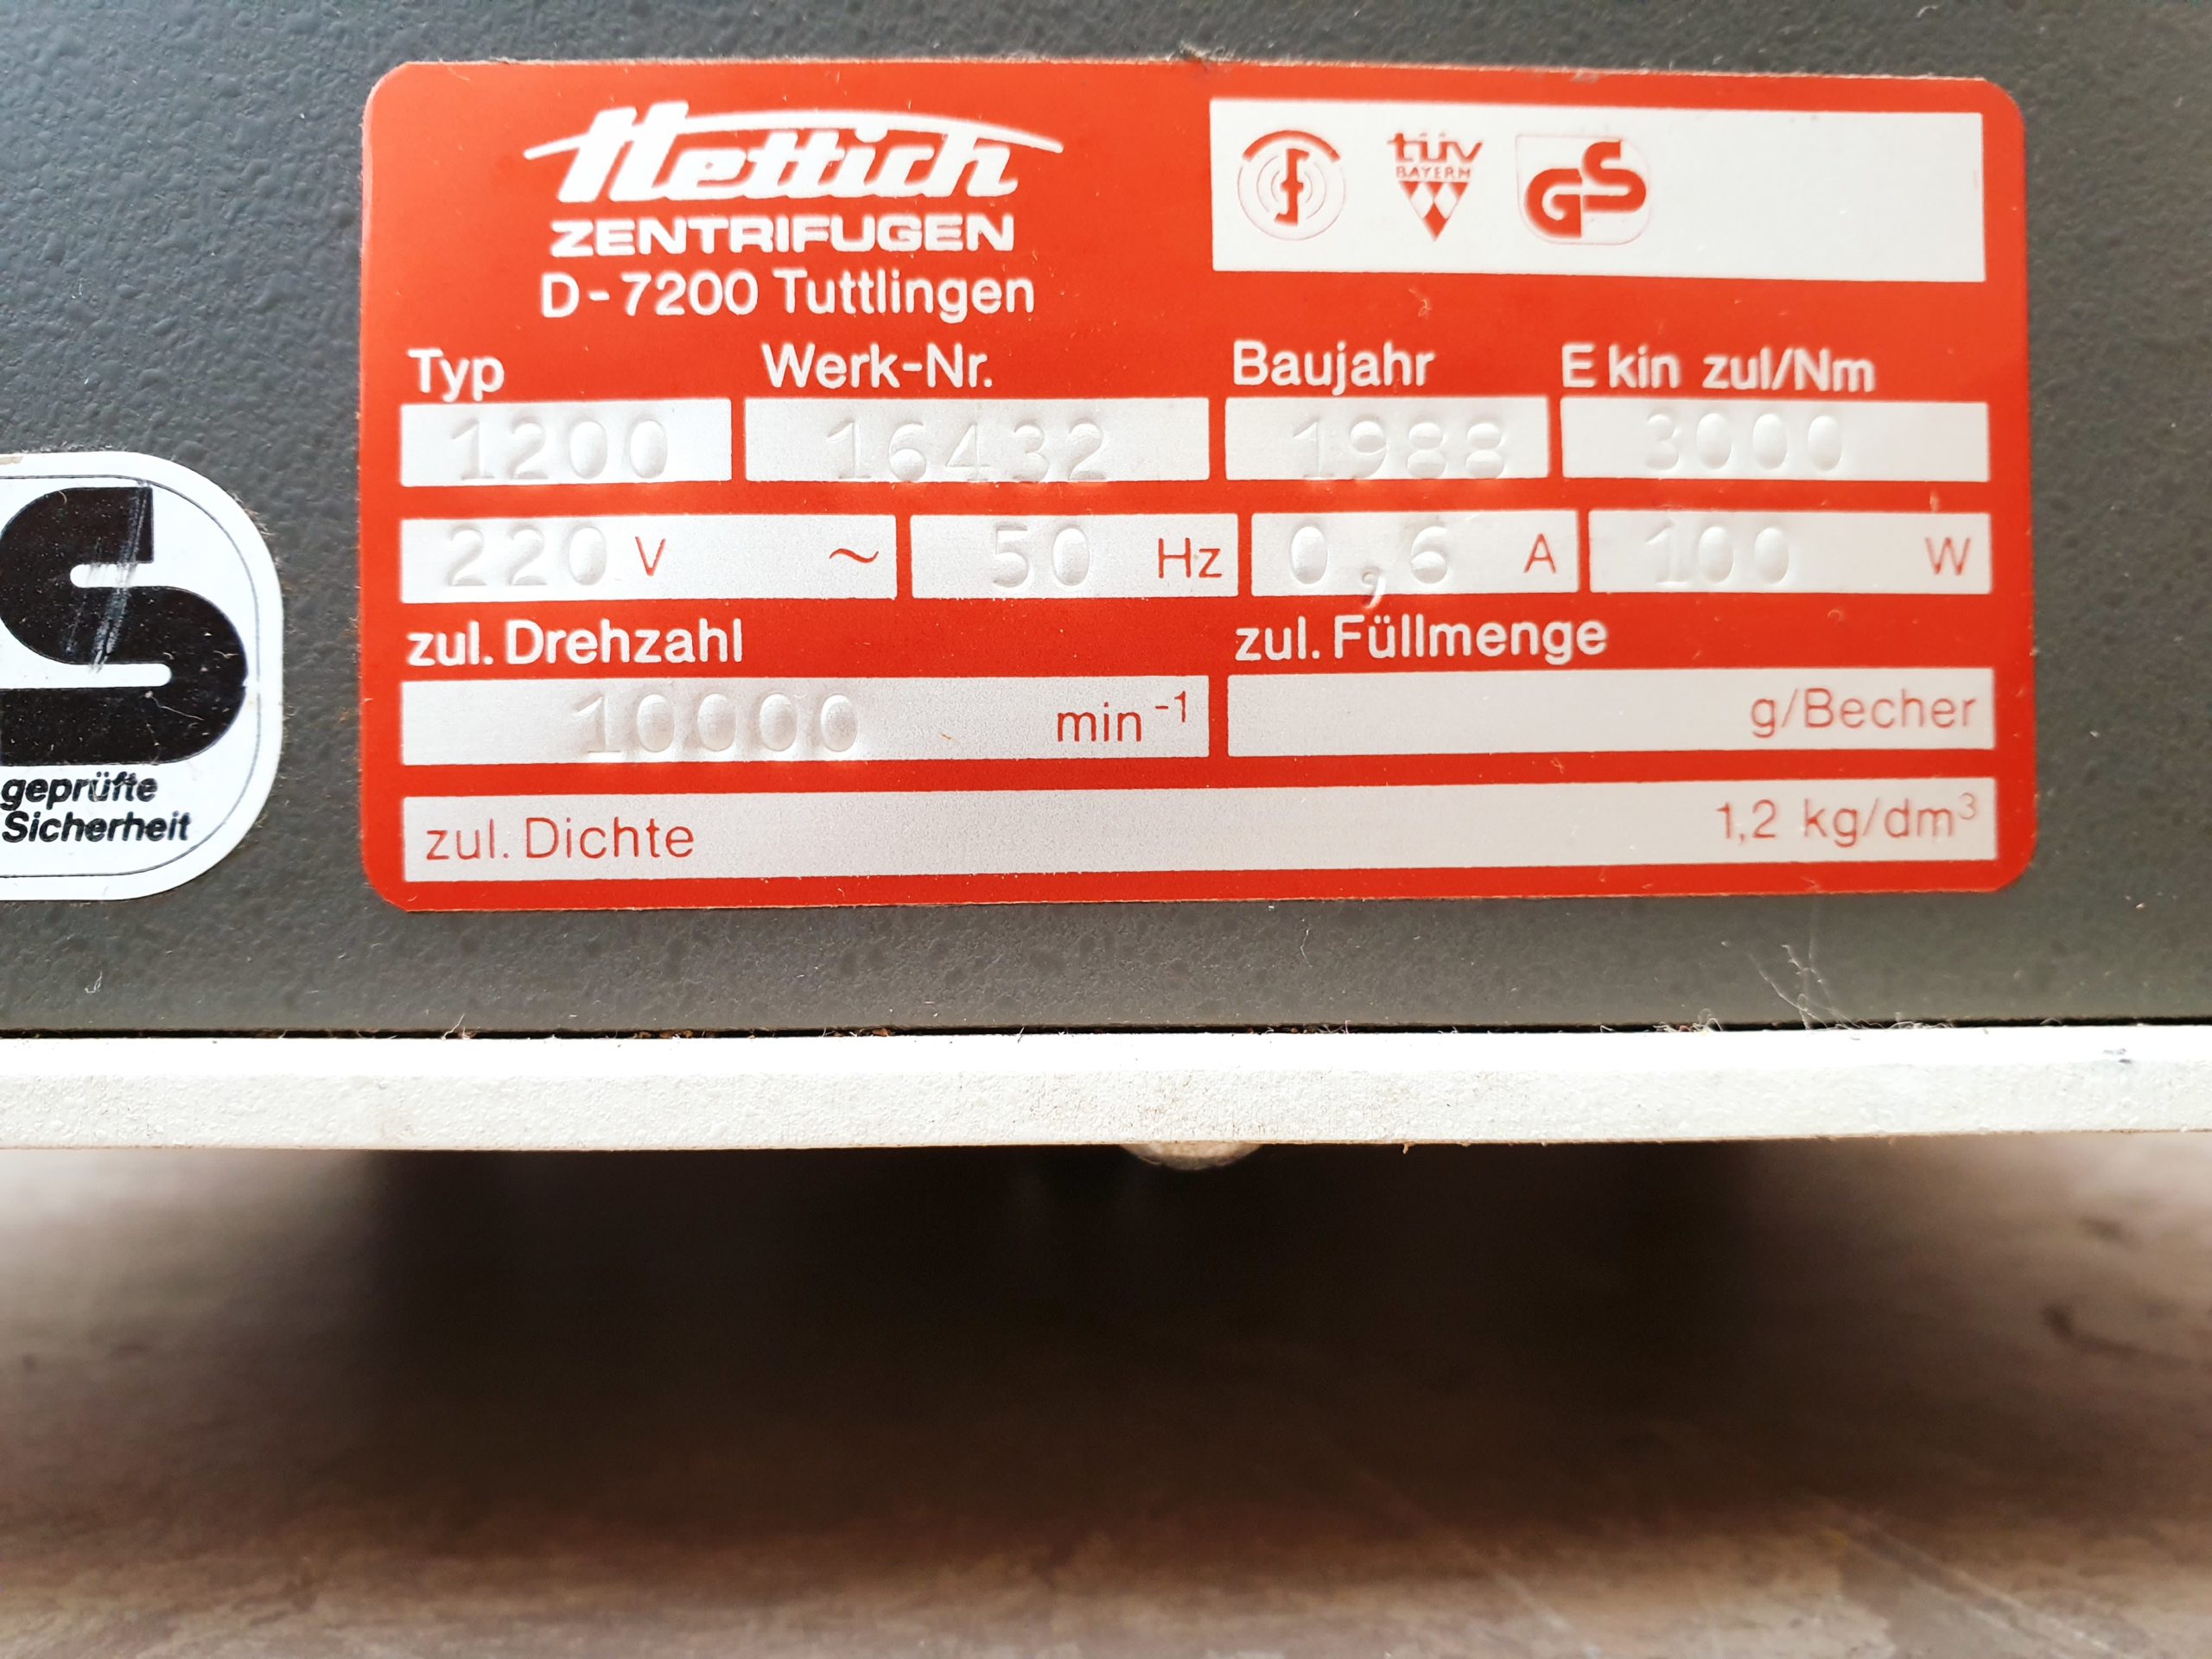 Hettich
ZENTRIFUGEN
D-7200 Tuttlingen
TÜV
BAYERN
GS
Typ Werk-Nr. Baujahr E kin zul/Nm
1200 16432 1988 3000
220 V ~ 50 Hz 0,6 A 100 W
zul. Drehzahl zul. Füllmenge
10000 min⁻¹ g/Becher
zul. Dichte 1,2 kg/dm³
S
geprüfte
Sicherheit